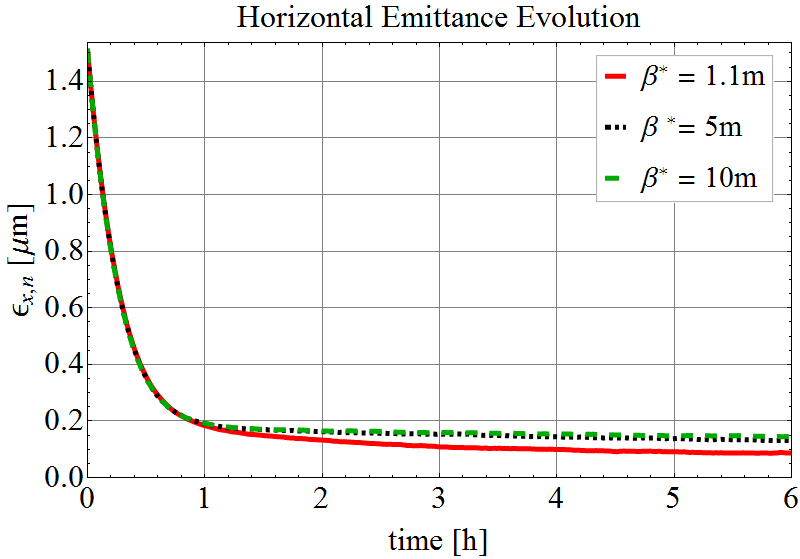 Horizontal Emittance Evolution
β* = 1.1m
β *= 5m
β* = 10m
ϵx,n [μm]
1.4
1.2
1.0
0.8
0.6
0.4
0.2
0.0
0 1 2 3 4 5 6
time [h]